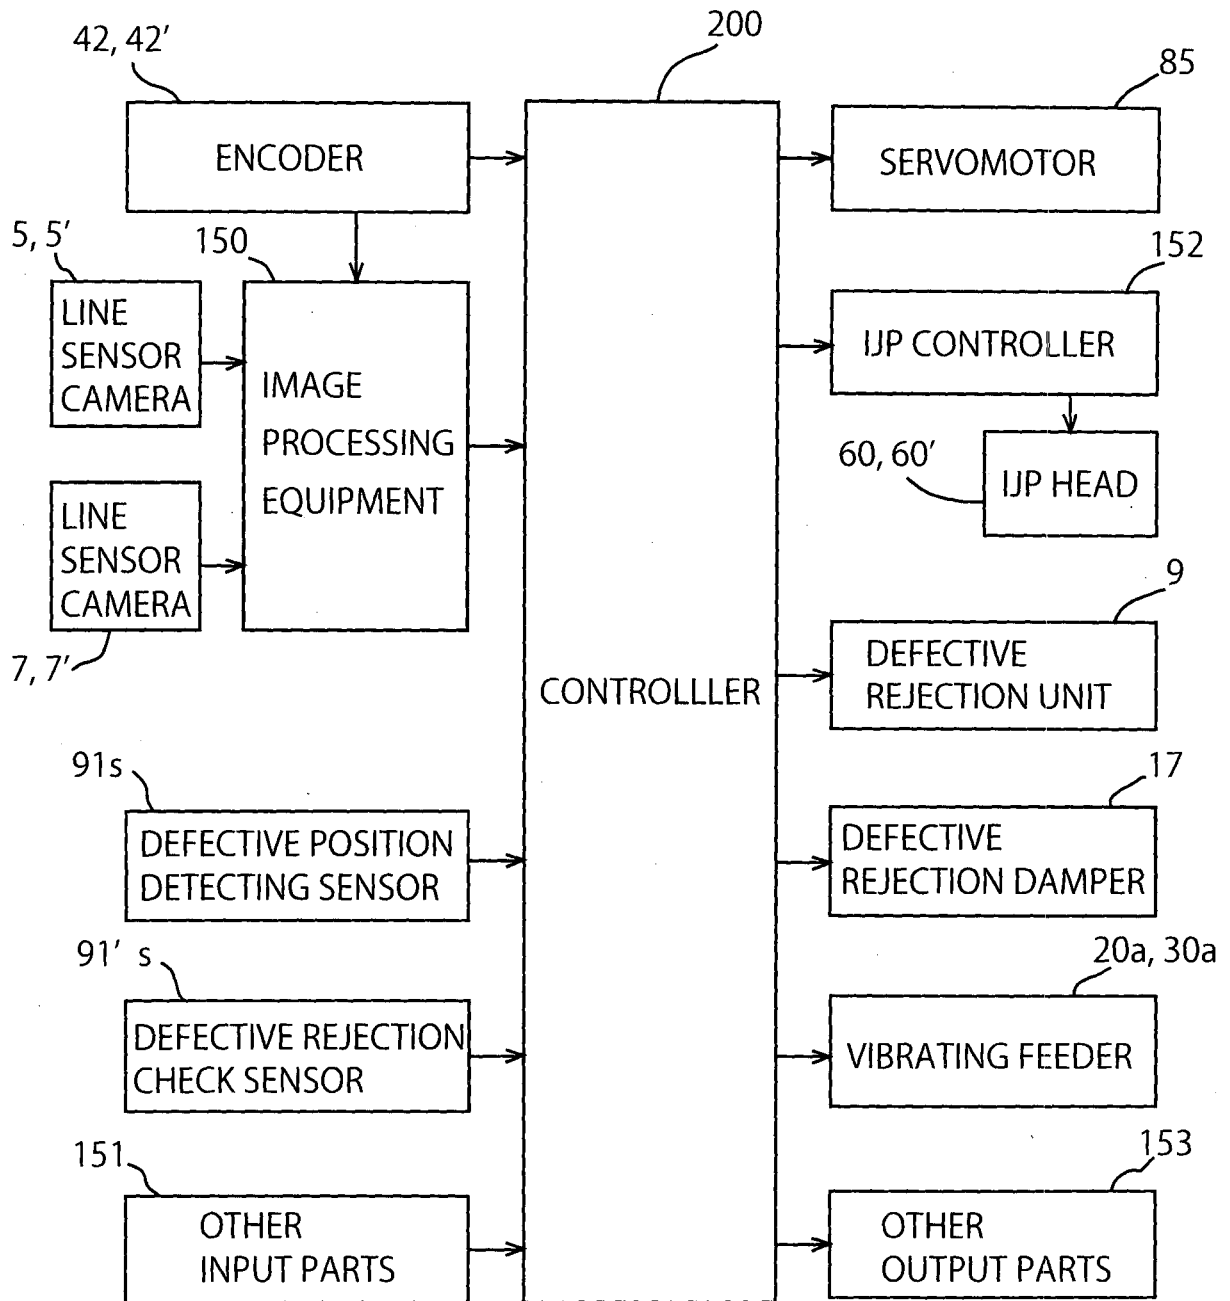 42, 42′
200
85
ENCODER
SERVOMOTOR
5, 5′
150
152
LINE
SENSOR
CAMERA
IMAGE
PROCESSING
EQUIPMENT
IJP CONTROLLER
60, 60′
IJP HEAD
LINE
SENSOR
CAMERA
7, 7′
9
DEFECTIVE
REJECTION UNIT
CONTROLLLER
91s
17
DEFECTIVE POSITION
DETECTING SENSOR
DEFECTIVE
REJECTION DAMPER
91′ s
20a, 30a
DEFECTIVE REJECTION
CHECK SENSOR
VIBRATING FEEDER
151
153
OTHER
INPUT PARTS
OTHER
OUTPUT PARTS